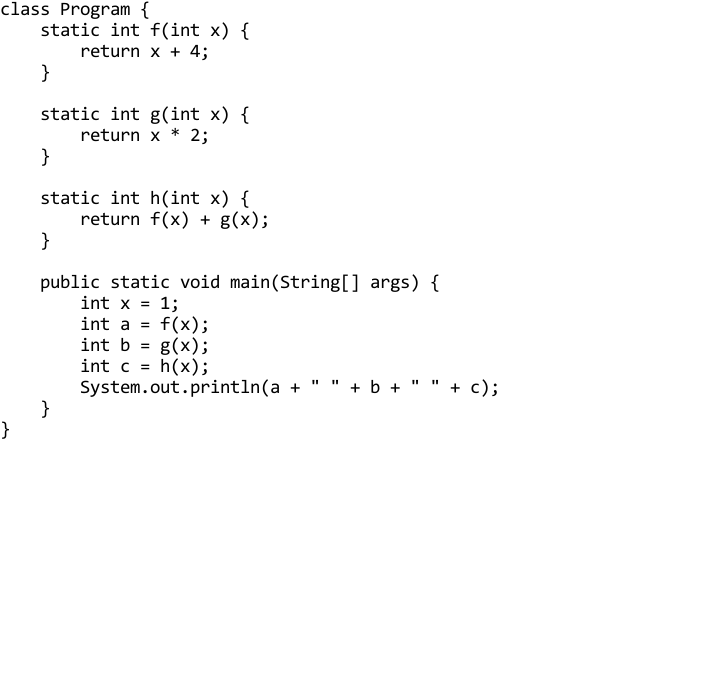 class Program {
    static int f(int x) {
        return x + 4;
    }

    static int g(int x) {
        return x * 2;
    }

    static int h(int x) {
        return f(x) + g(x);
    }

    public static void main(String[] args) {
        int x = 1;
        int a = f(x);
        int b = g(x);
        int c = h(x);
        System.out.println(a + " " + b + " " + c);
    }
}